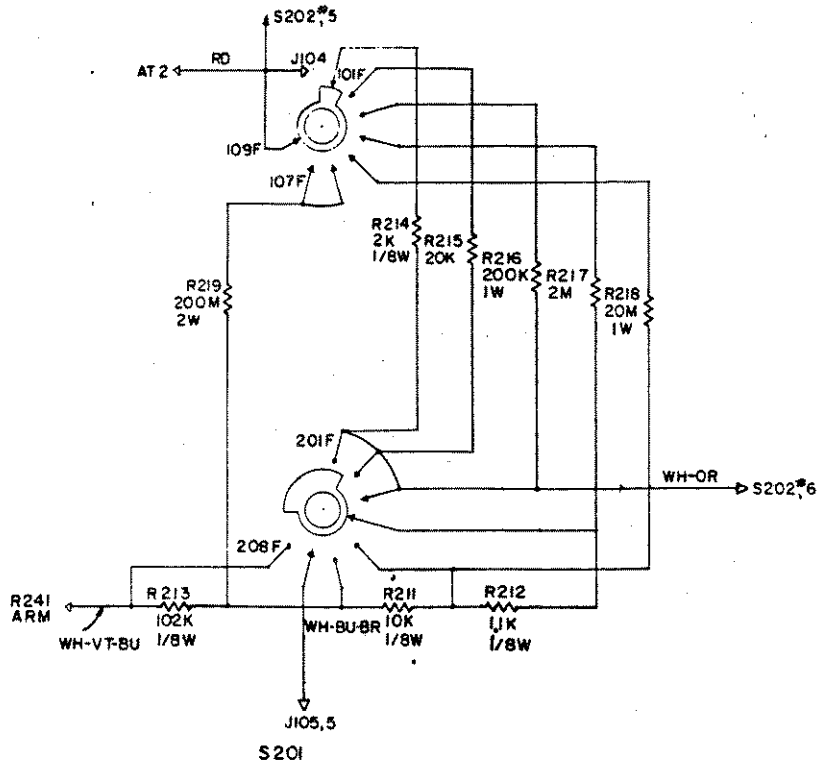 S202#,5
RD
J104
AT2
101F
109F
107F
R214
2K
1/8W
R215
20K
R216
200K
1W
R217
2M
R218
20M
1W
R219
200M
2W
201F
WH-OR
S202#,6
208F
R241
ARM
R213
102K
1/8W
WH-VT-BU
WH-BU-BR
R211
10K
1/8W
R212
1.1K
1/8W
J105,5
S201